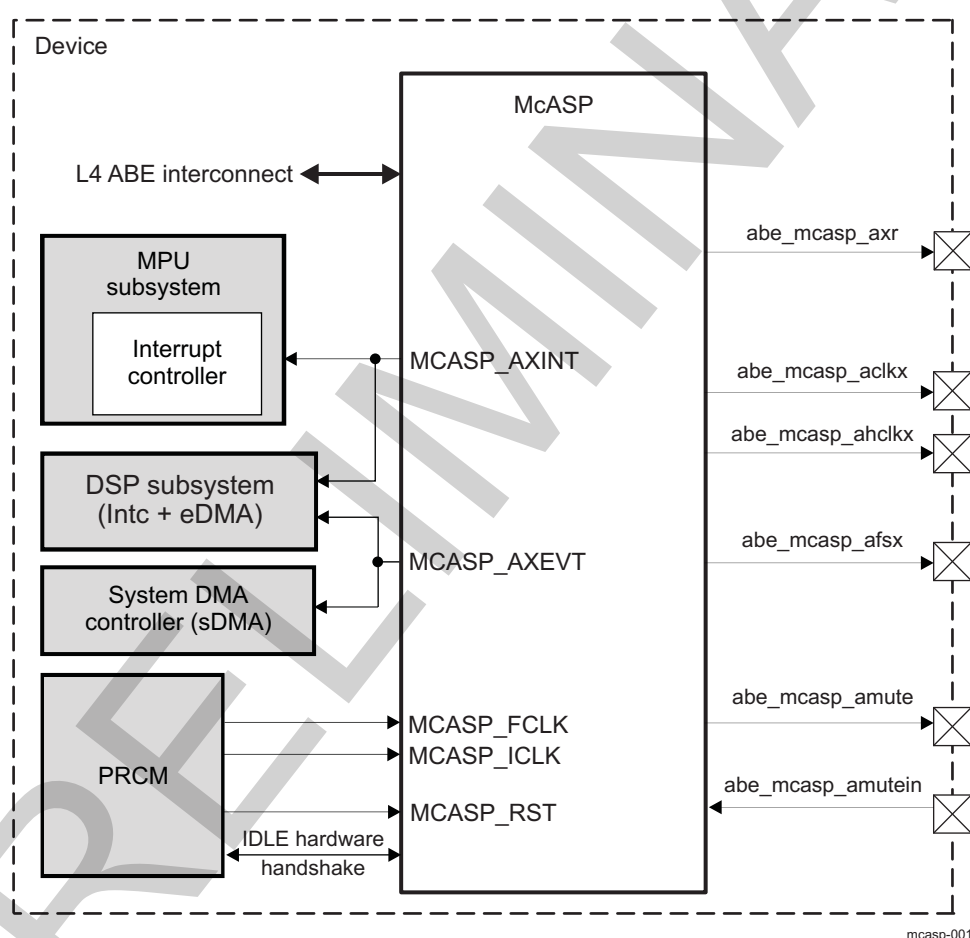 Device
McASP
L4 ABE interconnect
abe_mcasp_axr
MPU
subsystem
Interrupt
controller
MCASP_AXINT
abe_mcasp_aclkx
abe_mcasp_ahclkx
DSP subsystem
(Intc + eDMA)
MCASP_AXEVT
abe_mcasp_afsx
System DMA
controller (sDMA)
abe_mcasp_amute
MCASP_FCLK
MCASP_ICLK
PRCM
abe_mcasp_amutein
MCASP_RST
IDLE hardware
handshake
mcasp-001
RELIMINA